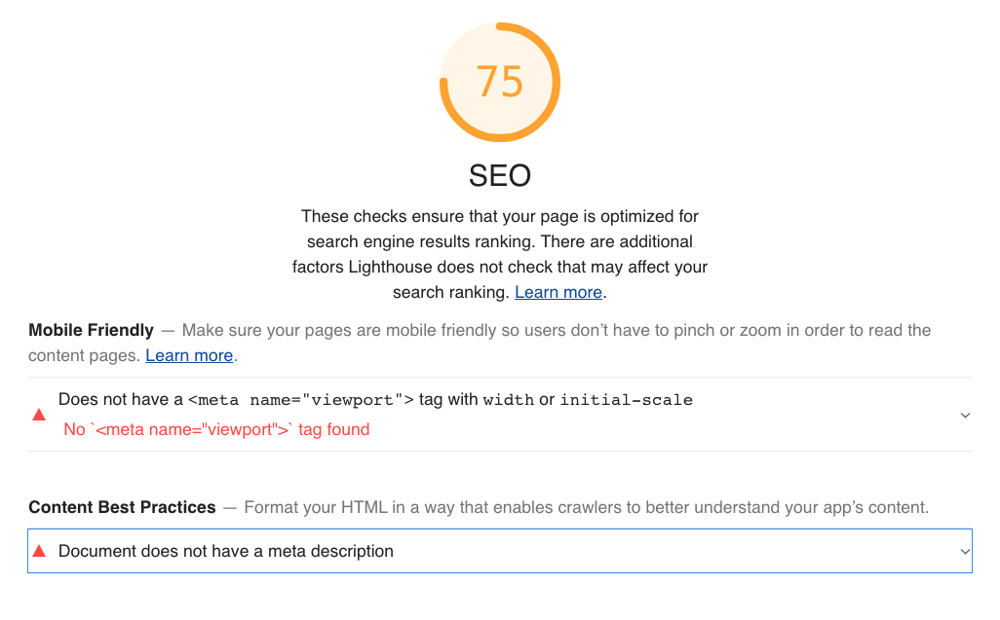 75
SEO
These checks ensure that your page is optimized for
search engine results ranking. There are additional
factors Lighthouse does not check that may affect your
search ranking. Learn more.
Mobile Friendly — Make sure your pages are mobile friendly so users don’t have to pinch or zoom in order to read the
content pages. Learn more.
Does not have a <meta name="viewport"> tag with width or initial-scale
No `<meta name="viewport">` tag found
Content Best Practices — Format your HTML in a way that enables crawlers to better understand your app’s content.
Document does not have a meta description